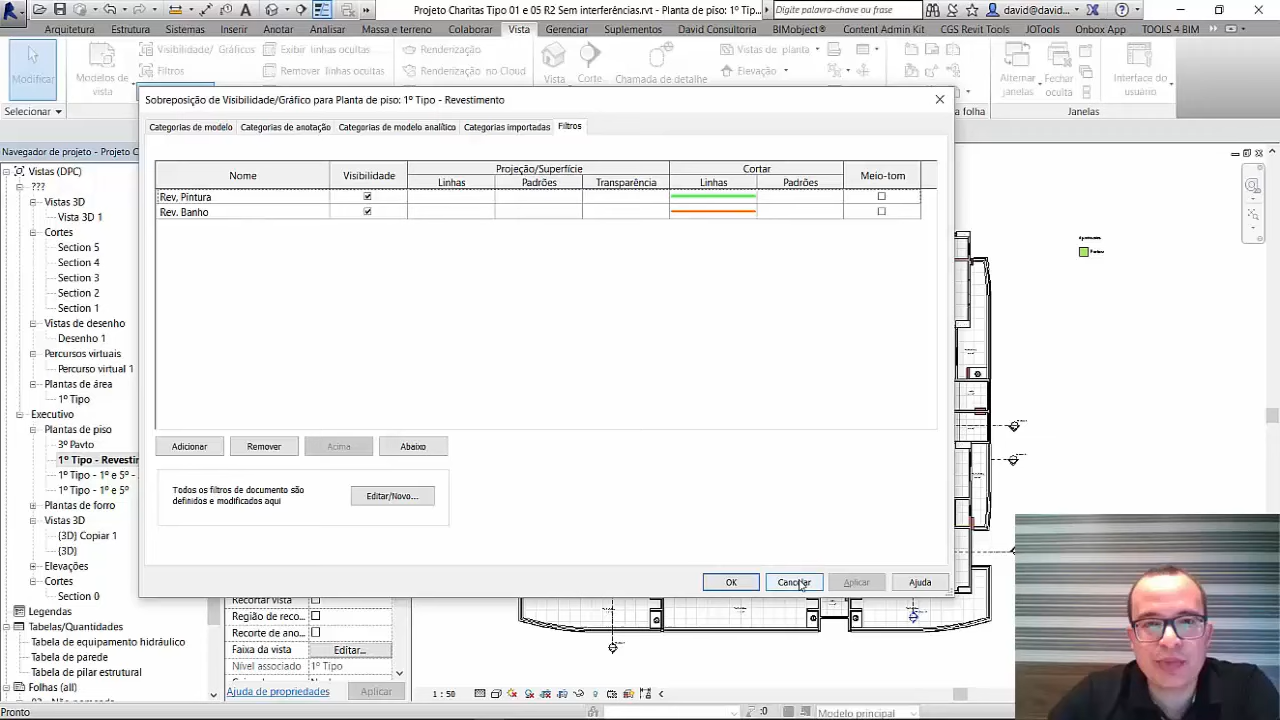 Projeto Charitas Tipo 01 e 05 R2 Sem interferências.rvt - Planta de piso: 1º Tip...
Digite palavra-chave ou frase
david@david...
Arquitetura Estrutura Sistemas Inserir Anotar Analisar Massa e terreno Colaborar Vista Gerenciar Suplementos David Consultoria BIMobject® Content Admin Kit CGS Revit Tools JOTools Onbox App TOOLS 4 BIM
Modificar
Modelos de vista
Visibilidade/ Gráficos
Filtros
Exibir linhas ocultas
Remover linhas ocultas
Renderização
Renderização no Cloud
Vista 3D
Corte
Chamada de detalhe
Vistas de planta
Elevação
Alternar janelas
Fechar oculta
Interface do usuário
Selecionar
a folha
Janelas
Sobreposição de Visibilidade/Gráfico para Planta de piso: 1º Tipo - Revestimento
Categorias de modelo Categorias de anotação Categorias de modelo analítico Categorias importadas Filtros
Nome Visibilidade Projeção/Superfície Cortar Meio-tom
Linhas Padrões Transparência Linhas Padrões
Rev, Pintura
Rev. Banho
Adicionar Remover Acima Abaixo
Todos os filtros de documento são
definidos e modificados aqui
Editar/Novo...
OK Cancelar Aplicar Ajuda
Navegador de projeto - Projeto C
Vistas (DPC)
???
Vistas 3D
Vista 3D 1
Cortes
Section 5
Section 4
Section 3
Section 2
Section 1
Vistas de desenho
Desenho 1
Percursos virtuais
Percurso virtual 1
Plantas de área
1º Tipo
Executivo
Plantas de piso
3º Pavto
1º Tipo - Revestin
1º Tipo - 1º e 5º -
1º Tipo - 1º e 5º
Plantas de forro
Vistas 3D
{3D} Copiar 1
{3D}
Elevações
Cortes
Section 0
Legendas
Tabelas/Quantidades
Tabela de equipamento hidráulico
Tabela de parede
Tabela de pilar estrutural
Folhas (all)
Região de re...
Recorte de ano...
Faixa da vista Editar...
Nível associado 1º Tipo
Ajuda de propriedades Aplicar
1 : 50
Pronto
:0
Modelo principal